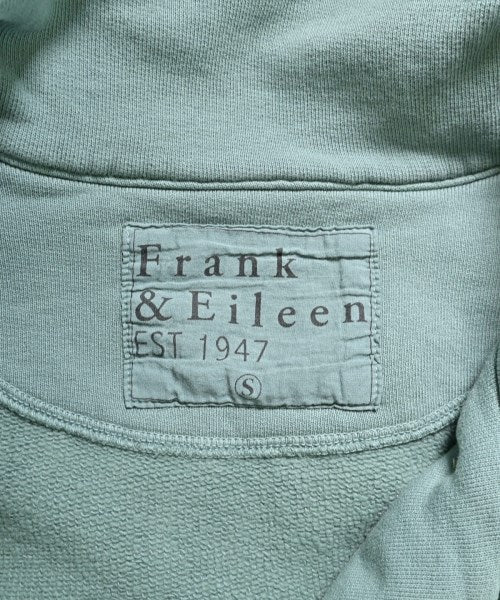 Frank
& Eileen
EST 1947
S